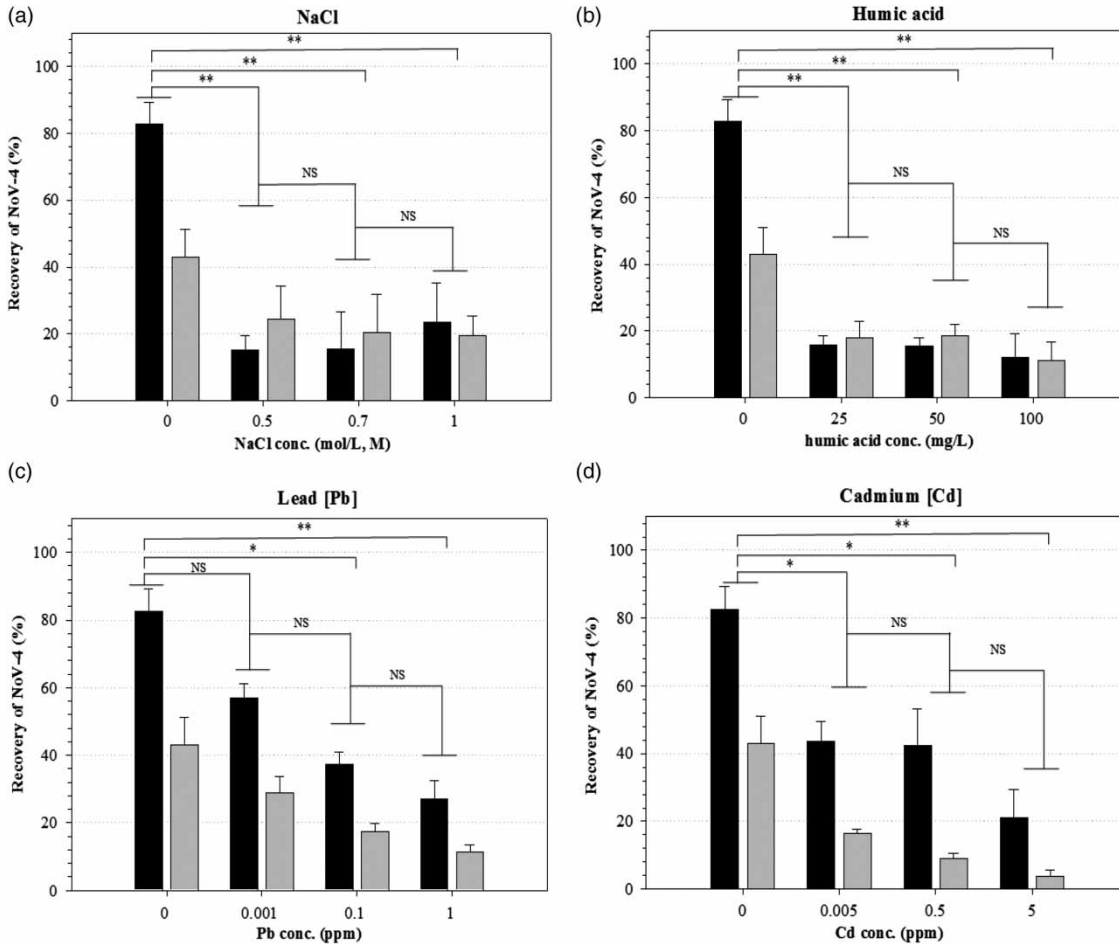 (a)
NaCl
**
**
**
NS
NS
Recovery of NoV-4 (%)
100
80
60
40
20
0
0 0.5 0.7 1
NaCl conc. (mol/L, M)
(b)
Humic acid
**
**
**
NS
NS
Recovery of NoV-4 (%)
100
80
60
40
20
0
0 25 50 100
humic acid conc. (mg/L)
(c)
Lead [Pb]
**
*
NS
NS
NS
Recovery of NoV-4 (%)
100
80
60
40
20
0
0 0.001 0.1 1
Pb conc. (ppm)
(d)
Cadmium [Cd]
**
*
*
NS
NS
Recovery of NoV-4 (%)
100
80
60
40
20
0
0 0.005 0.5 5
Cd conc. (ppm)